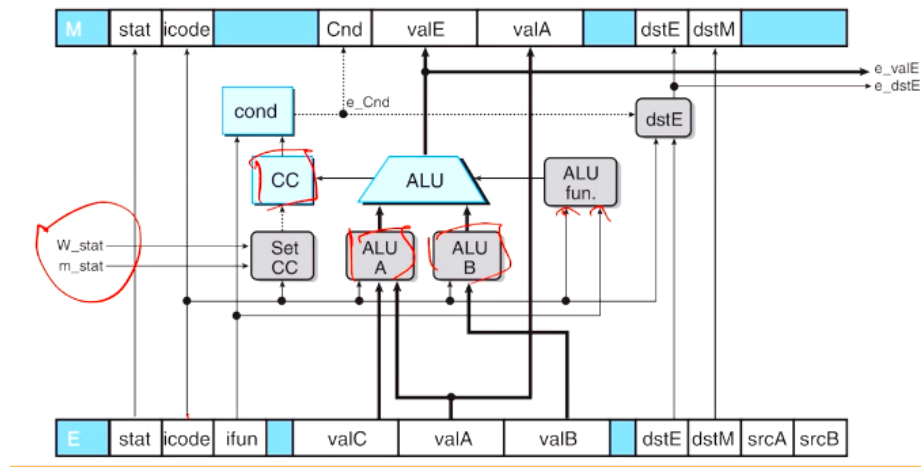 M stat icode Cnd valE valA dstE dstM
e_valE
e_dstE
e_Cnd
cond
dstE
CC
ALU
ALU
fun.
W_stat
m_stat
Set
CC
ALU
A
ALU
B
E stat icode ifun valC valA valB dstE dstM srcA srcB